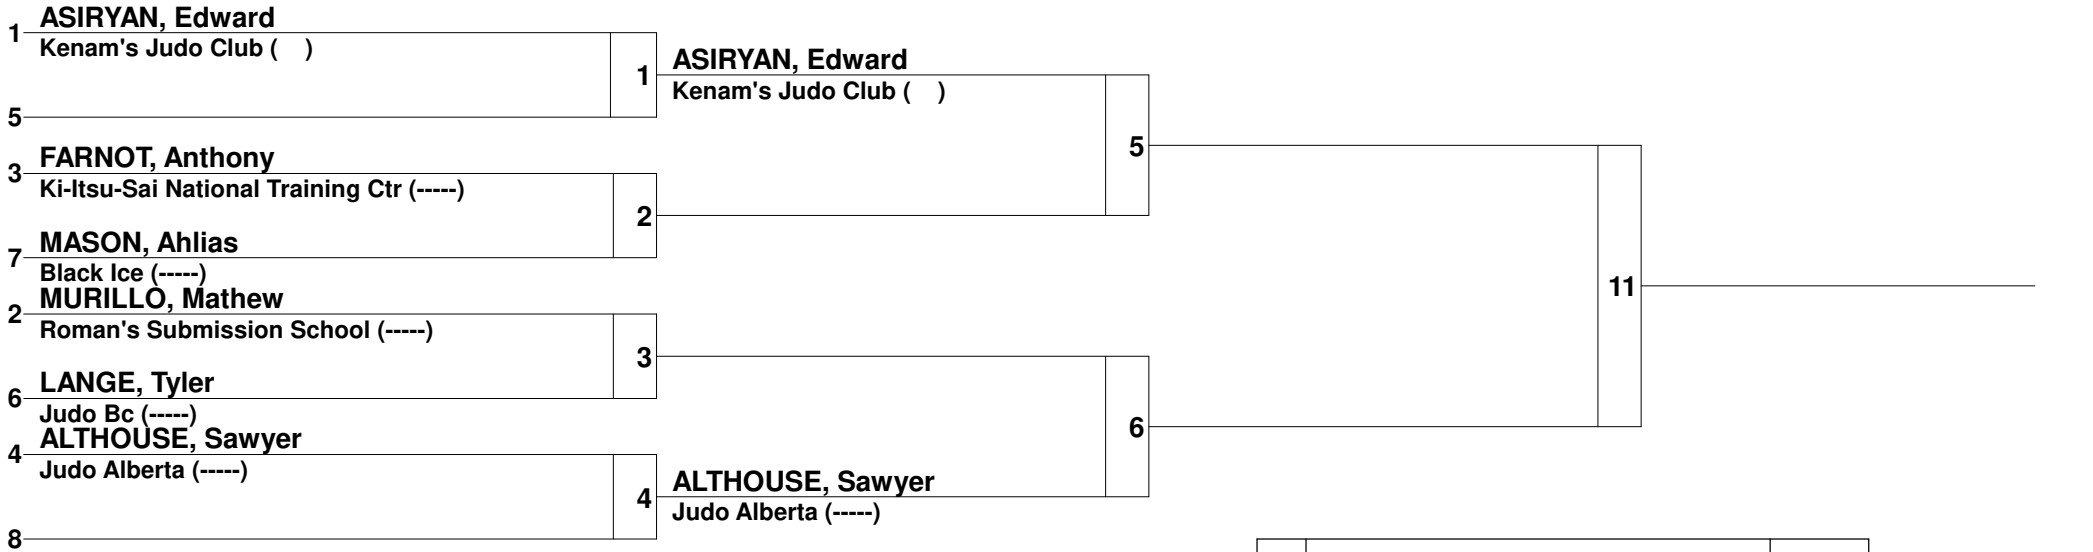 ASIRYAN, Edward
1
Kenam's Judo Club ( )
1
ASIRYAN, Edward
Kenam's Judo Club ( )
5
5
FARNOT, Anthony
3
Ki-Itsu-Sai National Training Ctr (-----)
2
MASON, Ahlias
7
Black Ice (-----)
11
MURILLO, Mathew
2
Roman's Submission School (-----)
3
LANGE, Tyler
6
Judo Bc (-----)
6
ALTHOUSE, Sawyer
4
Judo Alberta (-----)
4
ALTHOUSE, Sawyer
Judo Alberta (-----)
8